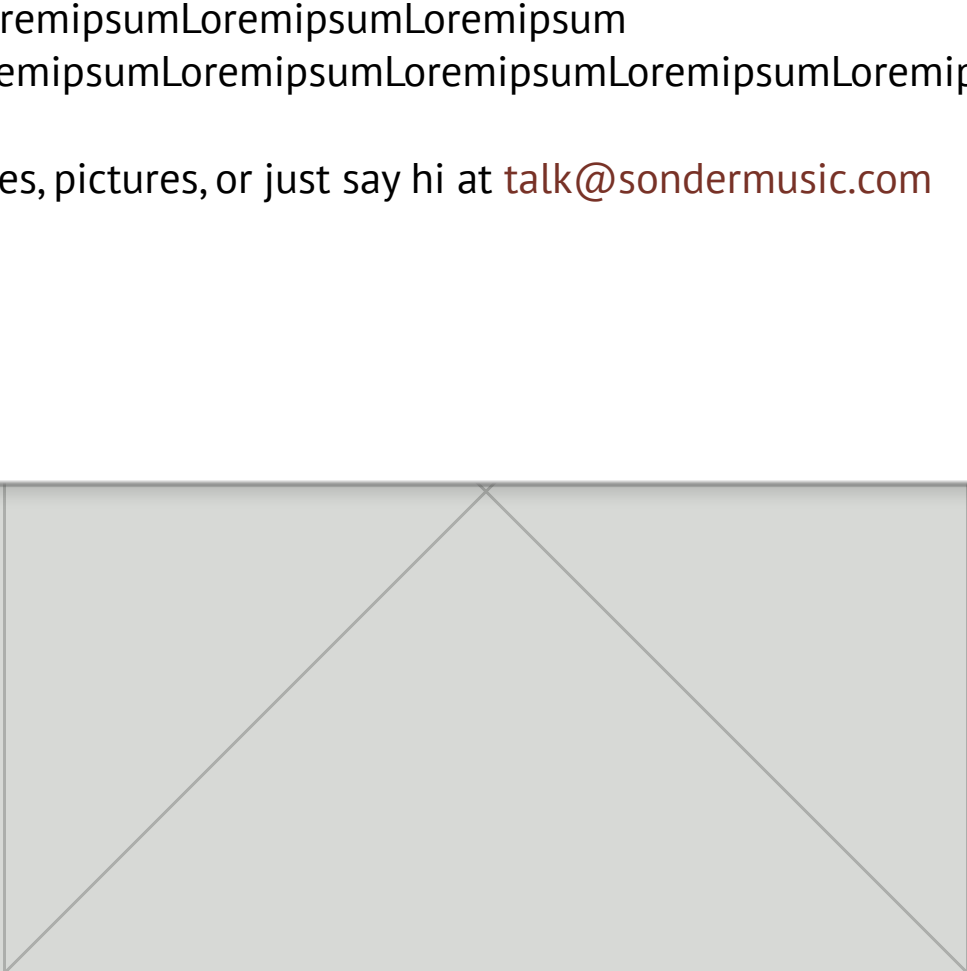 remipsumLoremipsumLoremipsum
emipsumLoremipsumLoremipsumLoremipsumLoremip
es, pictures, or just say hi at talk@sondermusic.com